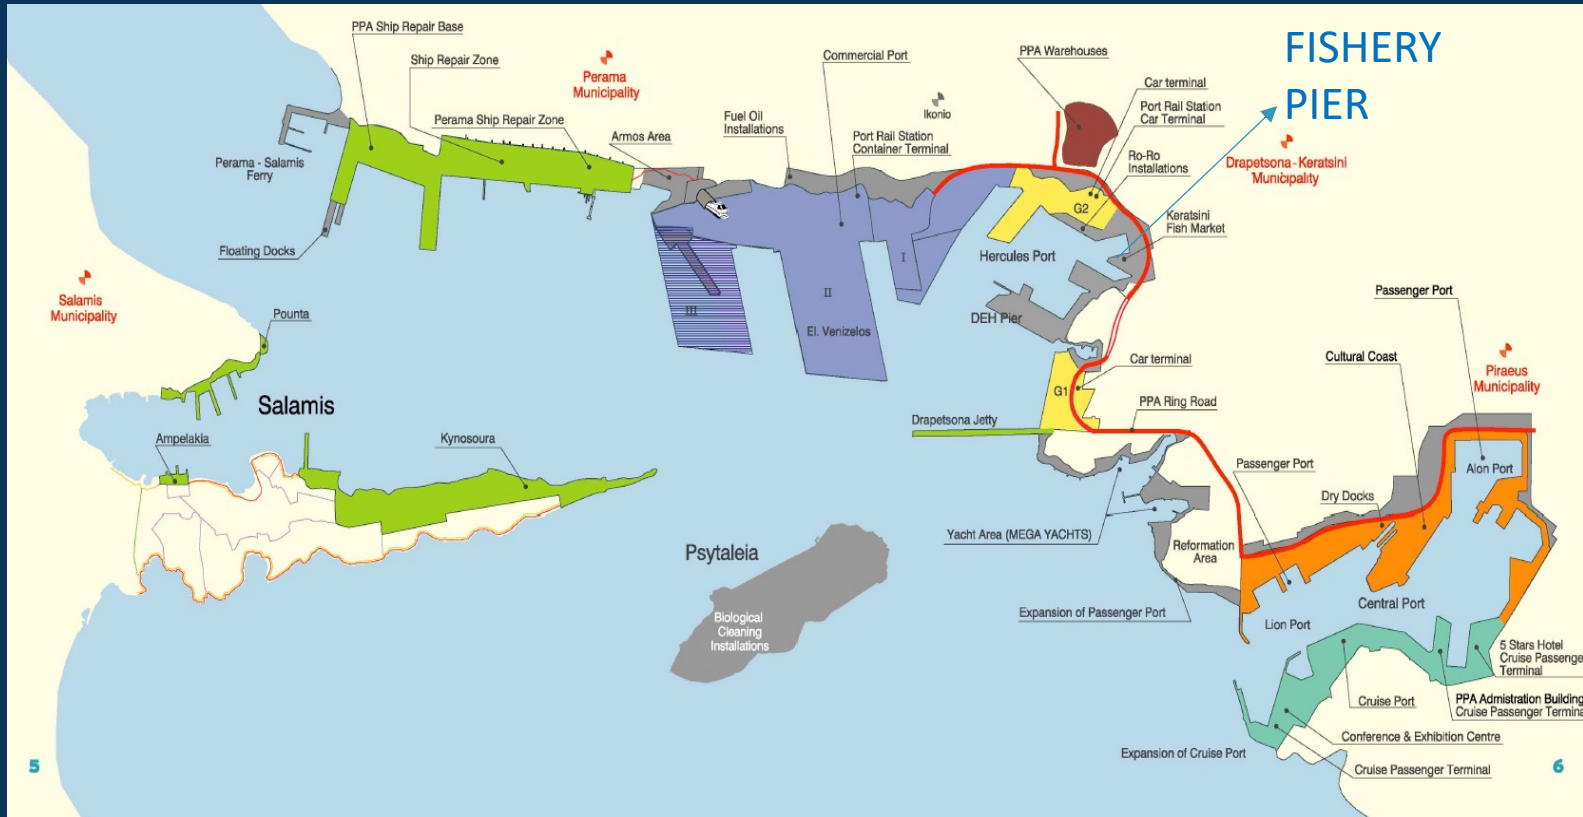 FISHERY
PIER
PPA Ship Repair Base
Ship Repair Zone
Perama
Municipality
Commercial Port
PPA Warehouses
Car terminal
Port Rail Station
Car Terminal
Ikonio
Fuel Oil
Installations
Perama Ship Repair Zone
Armos Area
Port Rail Station
Container Terminal
Ro-Ro
Installations
Drapetsona-Keratsini
Municipality
Perama - Salamis
Ferry
G2
Keratsini
Fish Market
Floating Docks
Hercules Port
I
II
III
Salamis
Municipality
Pounta
El. Venizelos
DEH Pier
Passenger Port
Cultural Coast
Piraeus
Municipality
Car terminal
G1
PPA Ring Road
Salamis
Drapetsona Jetty
Ampelakia
Kynosoura
Passenger Port
Alon Port
Dry Docks
Yacht Area (MEGA YACHTS)
Reformation
Area
Psytaleia
Biological
Cleaning
Installations
Expansion of Passenger Port
Lion Port
Central Port
5 Stars Hotel
Cruise Passenge
Terminal
Cruise Port
PPA Admistration Building
Cruise Passenger Termina
Conference & Exhibition Centre
Expansion of Cruise Port
Cruise Passenger Terminal
5
6